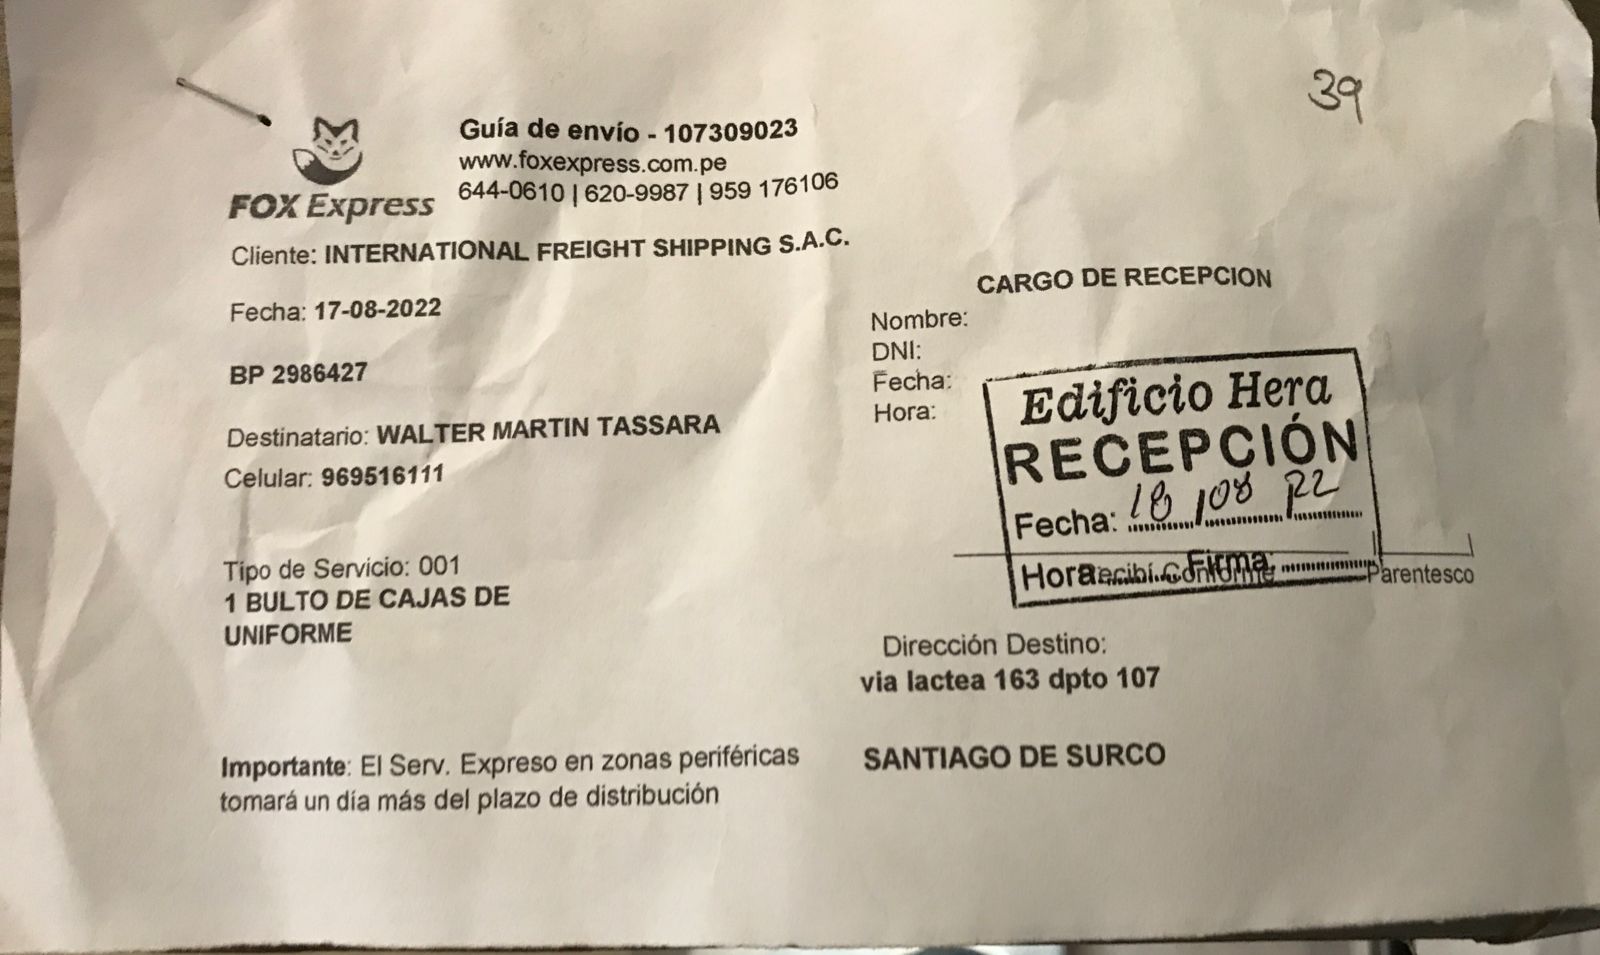 39
FOX Express
Guía de envío - 107309023
www.foxexpress.com.pe
644-0610 | 620-9987 | 959 176106
Cliente: INTERNATIONAL FREIGHT SHIPPING S.A.C.
Fecha: 17-08-2022
BP 2986427
Destinatario: WALTER MARTIN TASSARA
Celular: 969516111
Tipo de Servicio: 001
1 BULTO DE CAJAS DE
UNIFORME
Importante: El Serv. Expreso en zonas periféricas
tomará un día más del plazo de distribución
CARGO DE RECEPCION
Nombre:
DNI:
Fecha:
Hora:
Edificio Hera
RECEPCIÓN
Fecha: 18 / 08 22
Hora Firma
Recibí Conforme Parentesco
Dirección Destino:
via lactea 163 dpto 107
SANTIAGO DE SURCO